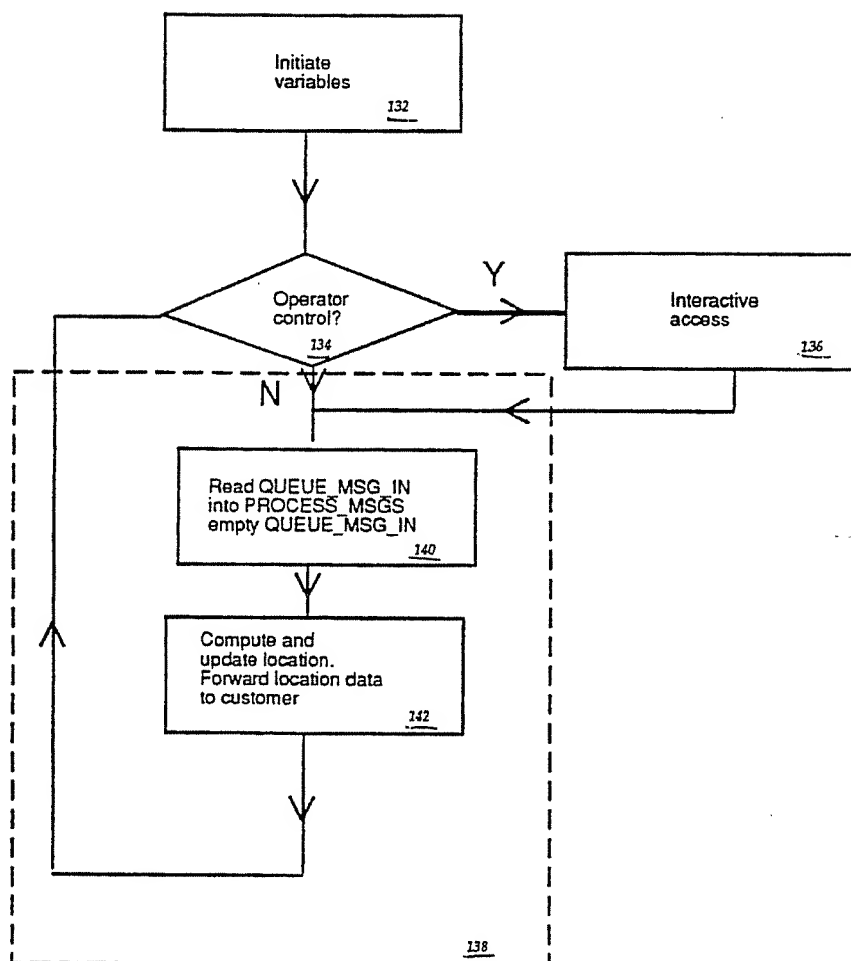 Initiate
variables
132
Operator
control?
134
Y
N
Interactive
access
136
Read QUEUE_MSG_IN
into PROCESS_MSGS
empty QUEUE_MSG_IN
140
Compute and
update location.
Forward location data
to customer
142
138